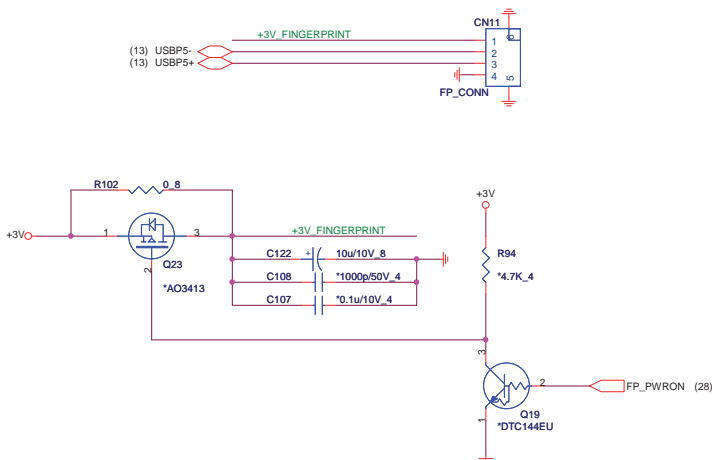 CN11
+3V_FINGERPRINT
1
6
(13) USBP5-
2
(13) USBP5+
3
4
5
FP_CONN
R102
0_8
+3V
+3V
1
3
+3V_FINGERPRINT
C122
+
10u/10V_8
R94
Q23
C108
*1000p/50V_4
*4.7K_4
2
*AO3413
C107
*0.1u/10V_4
3
2
FP_PWRON (28)
1
Q19
*DTC144EU